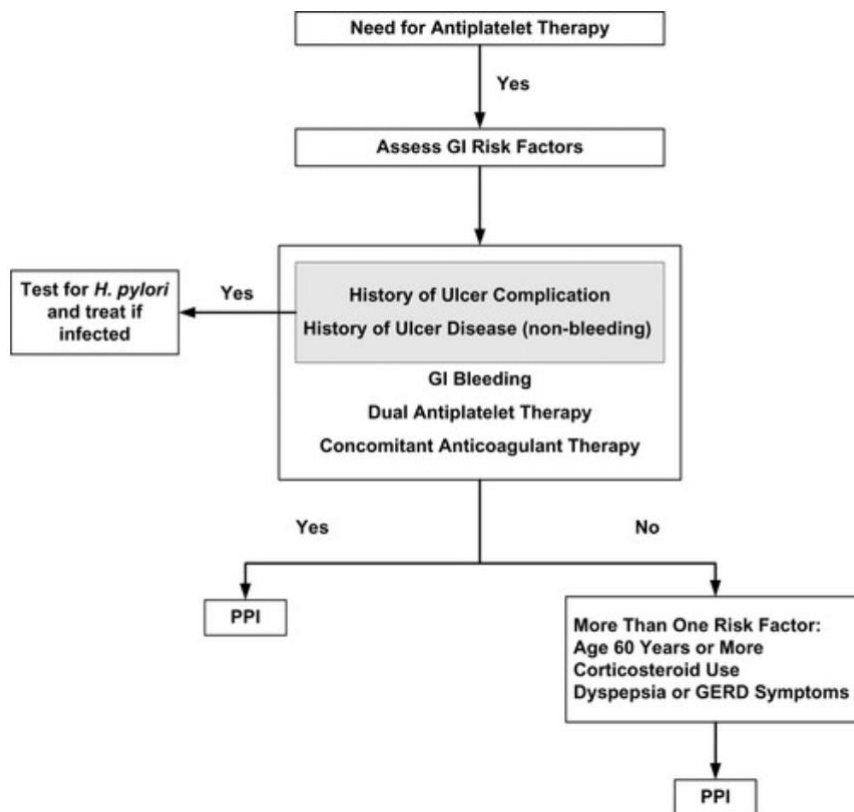 Need for Antiplatelet Therapy
Yes
Assess GI Risk Factors
Test for H. pylori
and treat if
infected
Yes
History of Ulcer Complication
History of Ulcer Disease (non-bleeding)
GI Bleeding
Dual Antiplatelet Therapy
Concomitant Anticoagulant Therapy
Yes
No
PPI
More Than One Risk Factor:
Age 60 Years or More
Corticosteroid Use
Dyspepsia or GERD Symptoms
PPI